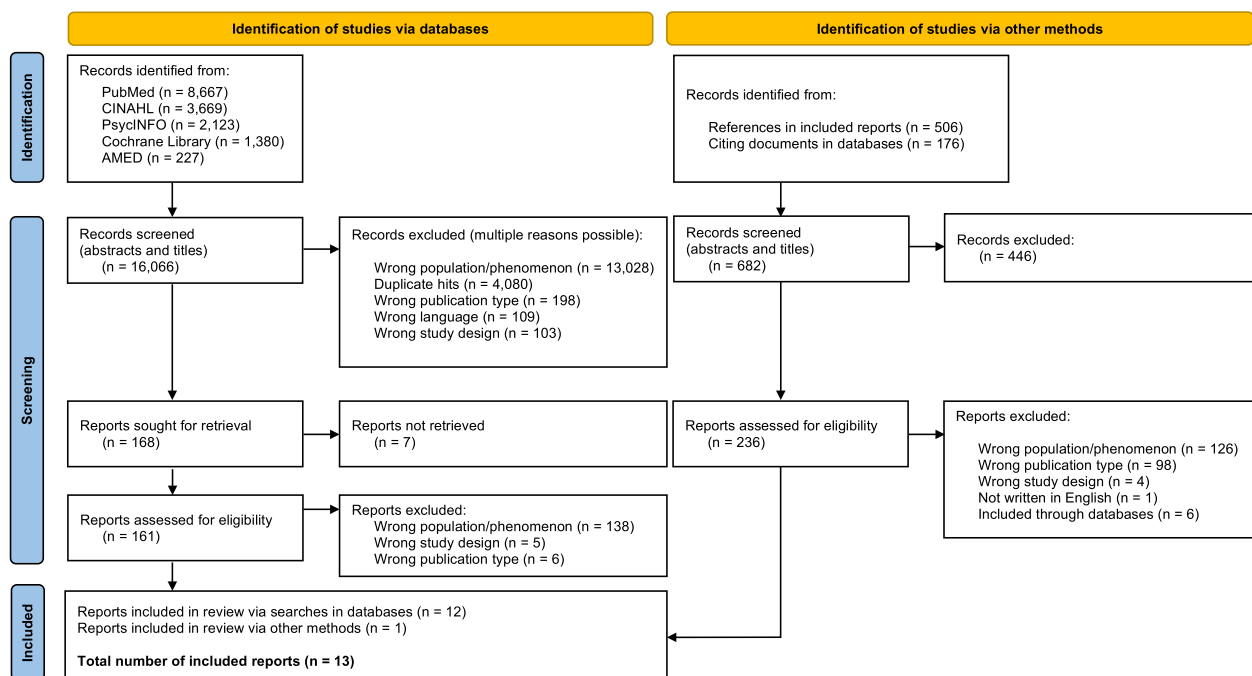 Identification of studies via databases
Identification of studies via other methods
Identification
Records identified from:
PubMed (n = 8,667)
CINAHL (n = 3,669)
PsycINFO (n = 2,123)
Cochrane Library (n = 1,380)
AMED (n = 227)
Records identified from:
References in included reports (n = 506)
Citing documents in databases (n = 176)
Screening
Records screened
(abstracts and titles)
(n = 16,066)
Records excluded (multiple reasons possible):
Wrong population/phenomenon (n = 13,028)
Duplicate hits (n = 4,080)
Wrong publication type (n = 198)
Wrong language (n = 109)
Wrong study design (n = 103)
Records screened
(abstracts and titles)
(n = 682)
Records excluded:
(n = 446)
Reports sought for retrieval
(n = 168)
Reports not retrieved
(n = 7)
Reports assessed for eligibility
(n = 236)
Reports excluded:
Wrong population/phenomenon (n = 126)
Wrong publication type (n = 98)
Wrong study design (n = 4)
Not written in English (n = 1)
Included through databases (n = 6)
Reports assessed for eligibility
(n = 161)
Reports excluded:
Wrong population/phenomenon (n = 138)
Wrong study design (n = 5)
Wrong publication type (n = 6)
Included
Reports included in review via searches in databases (n = 12)
Reports included in review via other methods (n = 1)
Total number of included reports (n = 13)